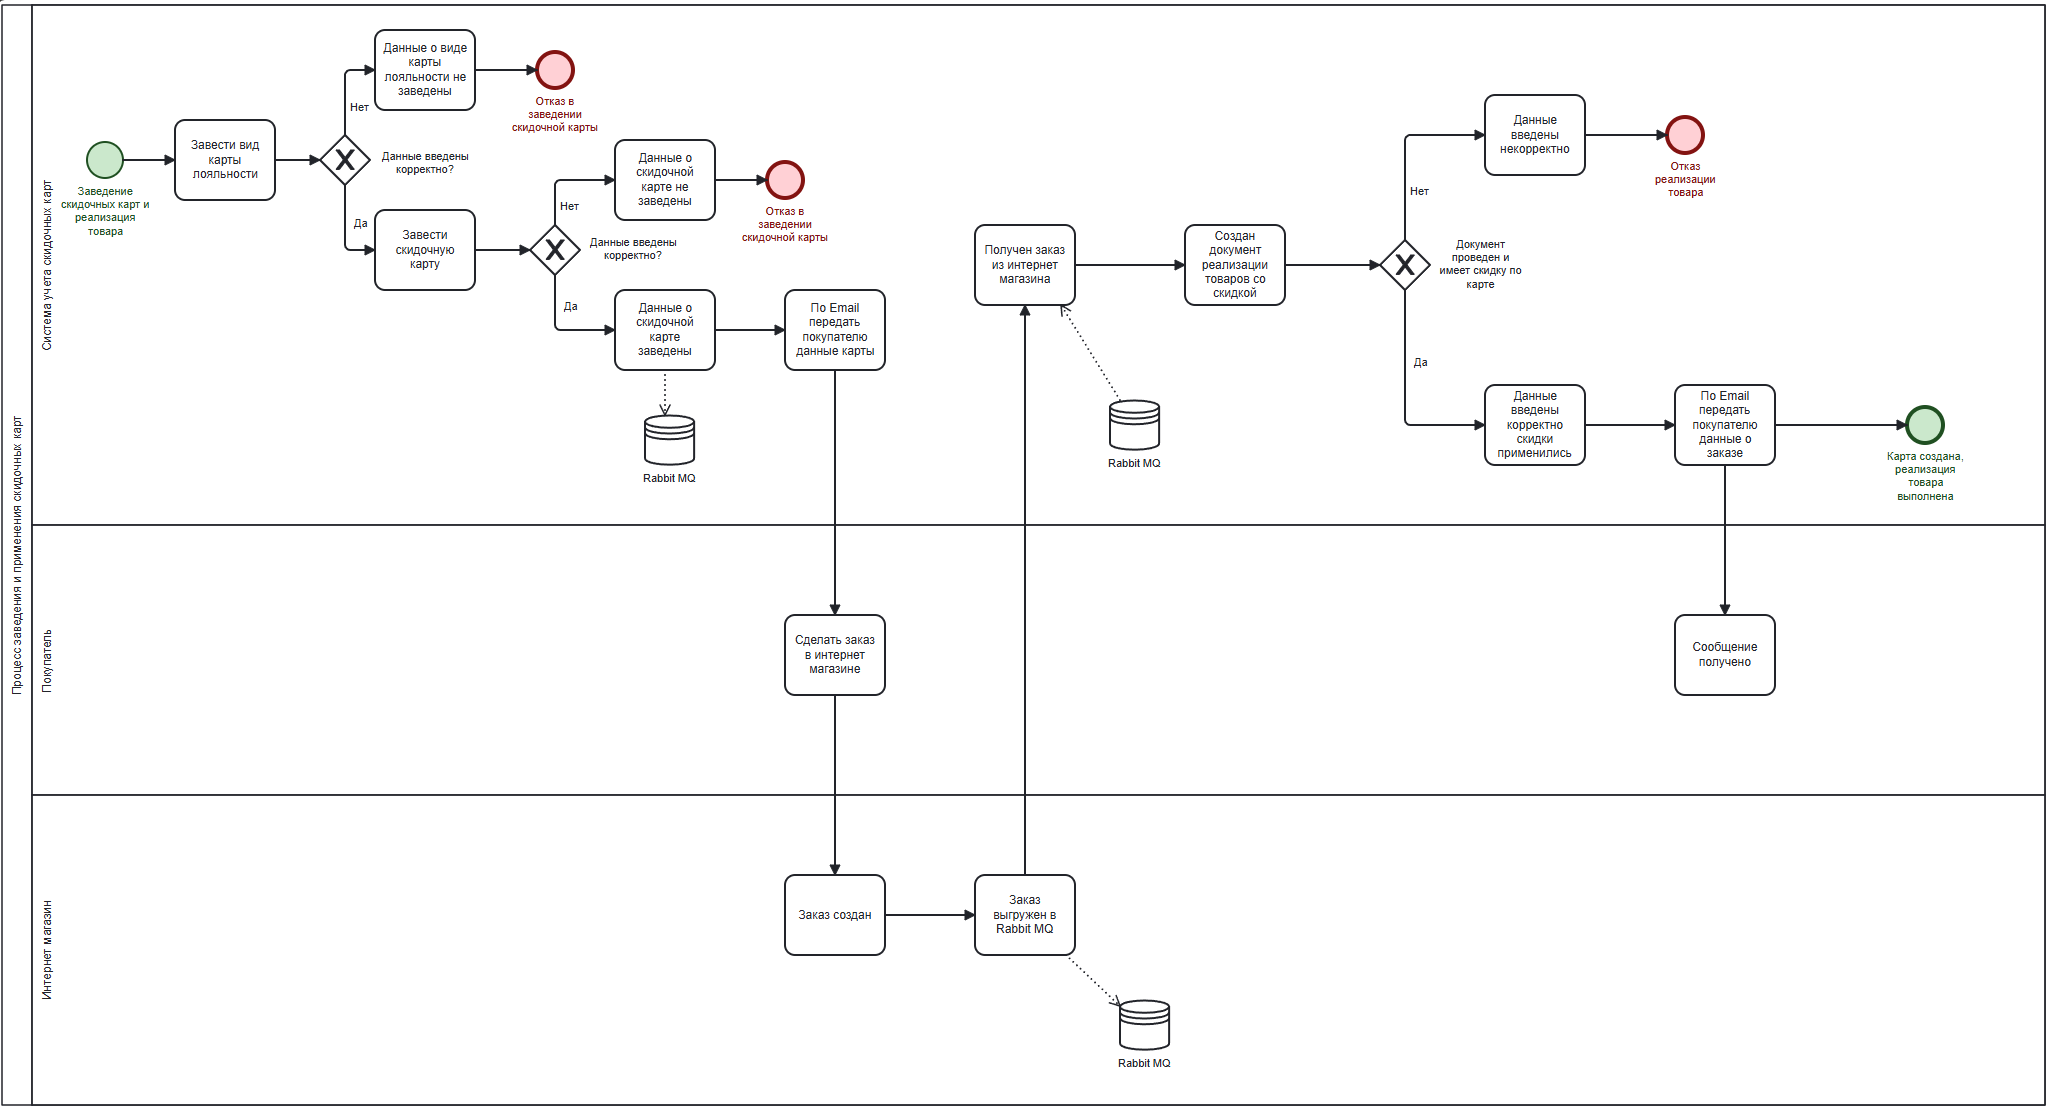 Процесс заведения и применения скидочных карт
Система учета скидочных карт
Заведение
скидочных карт и
реализация
товара
Завести вид
карты
лояльности
Данные введены
корректно?
Нет
Да
Данные о виде
карты
лояльности не
заведены
Отказ в
заведении
скидочной карты
Завести
скидочную
карту
Данные введены
корректно?
Нет
Да
Данные о
скидочной
карте не
заведены
Отказ в
заведении
скидочной карты
Данные о
скидочной
карте
заведены
Rabbit MQ
По Email
передать
покупателю
данные карты
Получен заказ
из интернет
магазина
Rabbit MQ
Создан
документ
реализации
товаров со
скидкой
Документ
проведен и
имеет скидку по
карте
Нет
Да
Данные
введены
некорректно
Отказ
реализации
товара
Данные
введены
корректно
скидки
применились
По Email
передать
покупателю
данные о
заказе
Карта создана,
реализация
товара
выполнена
Покупатель
Сделать заказ
в интернет
магазине
Сообщение
получено
Интернет магазин
Заказ создан
Заказ
выгружен в
Rabbit MQ
Rabbit MQ